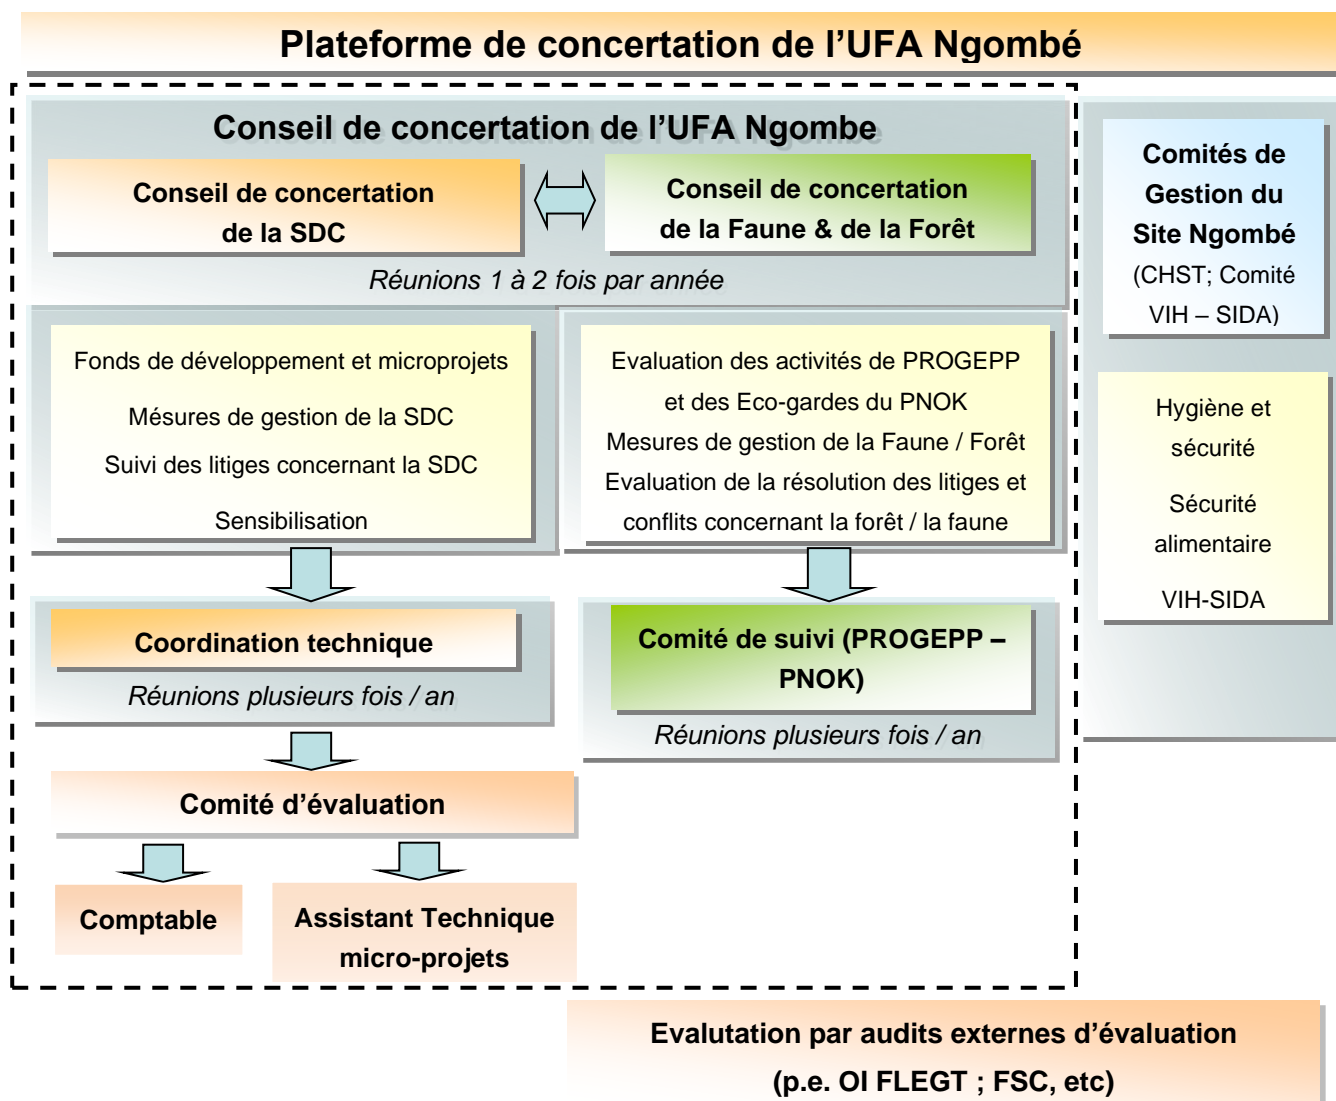 Plateforme de concertation de l’UFA Ngombé
Conseil de concertation de l’UFA Ngombe
Conseil de concertation
de la SDC
Conseil de concertation
de la Faune & de la Forêt
Réunions 1 à 2 fois par année
Fonds de développement et microprojets
Mésures de gestion de la SDC
Suivi des litiges concernant la SDC
Sensibilisation
Evaluation des activités de PROGEPP
et des Eco-gardes du PNOK
Mesures de gestion de la Faune / Forêt
Evaluation de la résolution des litiges et
conflits concernant la forêt / la faune
Coordination technique
Réunions plusieurs fois / an
Comité de suivi (PROGEPP –
PNOK)
Réunions plusieurs fois / an
Comité d’évaluation
Comptable
Assistant Technique
micro-projets
Comités de
Gestion du
Site Ngombé
(CHST; Comité
VIH – SIDA)
Hygiène et
sécurité
Sécurité
alimentaire
VIH-SIDA
Evalutation par audits externes d’évaluation
(p.e. OI FLEGT ; FSC, etc)